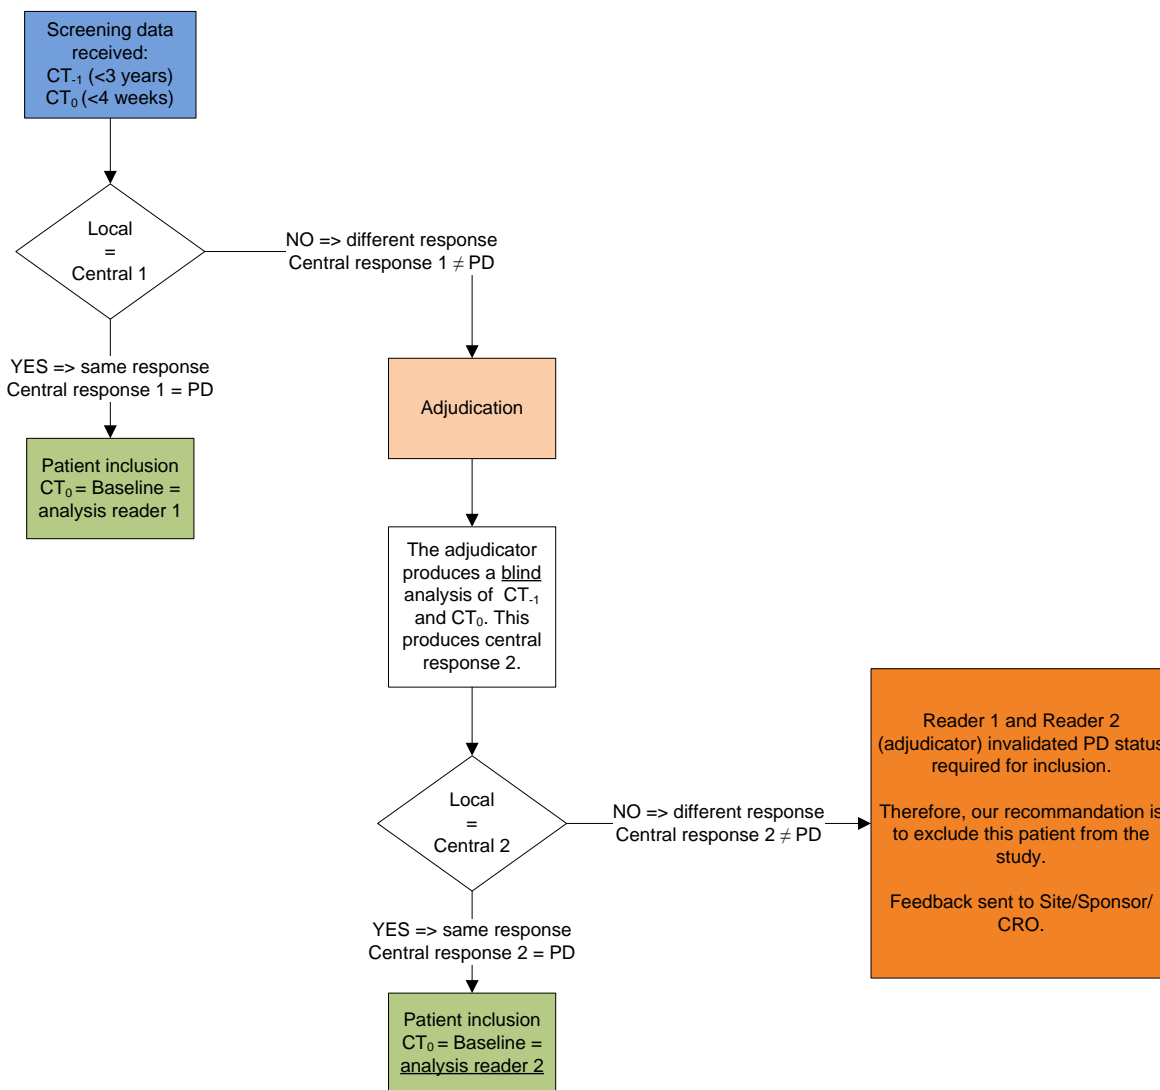 Screening data
received:
CT-1 (<3 years)
CT0 (<4 weeks)
Local
=
Central 1
NO => different response
Central response 1 ≠ PD
YES => same response
Central response 1 = PD
Patient inclusion
CT0 = Baseline =
analysis reader 1
Adjudication
The adjudicator
produces a blind
analysis of CT-1
and CT0. This
produces central
response 2.
Local
=
Central 2
NO => different response
Central response 2 ≠ PD
YES => same response
Central response 2 = PD
Patient inclusion
CT0 = Baseline =
analysis reader 2
Reader 1 and Reader 2
(adjudicator) invalidated PD status
required for inclusion.
Therefore, our recommandation is
to exclude this patient from the
study.
Feedback sent to Site/Sponsor/
CRO.